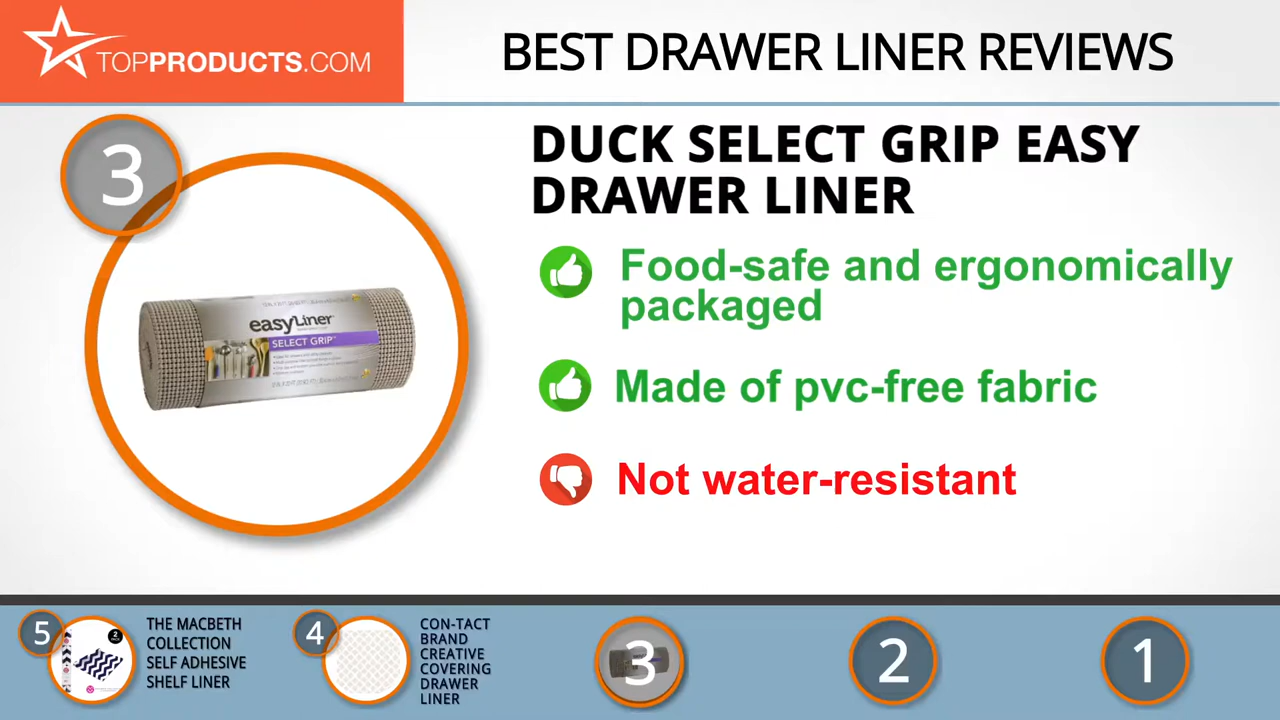 TOPPRODUCTS.COM
BEST DRAWER LINER REVIEWS
3
DUCK SELECT GRIP EASY
DRAWER LINER
Food-safe and ergonomically
packaged
Made of pvc-free fabric
Not water-resistant
easyLiner
SELECT GRIP
5
2
THE MACBETH
COLLECTION
SELF ADHESIVE
SHELF LINER
4
CON-TACT
BRAND
CREATIVE
COVERING
DRAWER
LINER
3
2
1